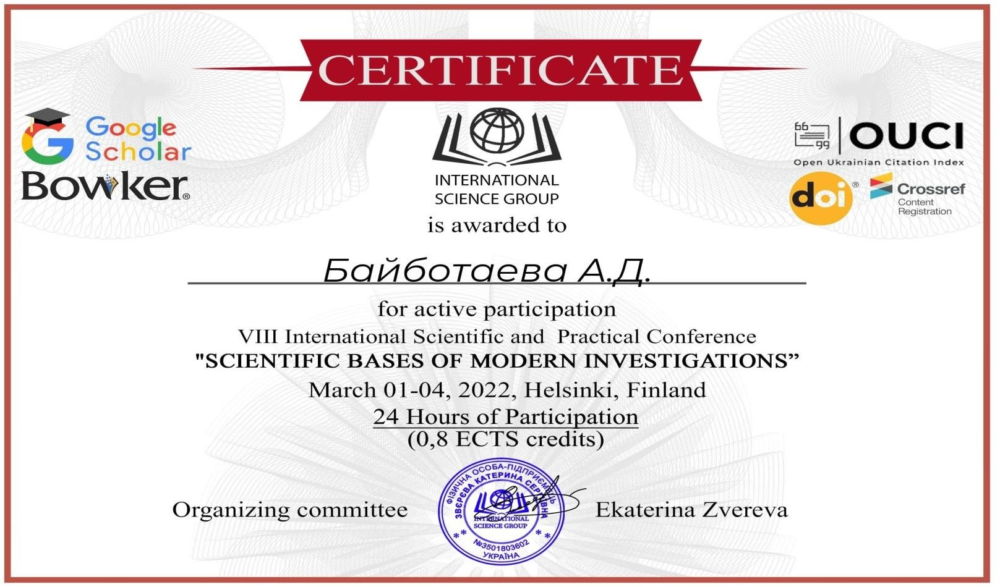 CERTIFICATE
Google
Scholar
Bowker®
INTERNATIONAL
SCIENCE GROUP
66
99
OUCI
Open Ukrainian Citation Index
doi®
Crossref
Content
Registration
is awarded to
Байботаева А.Д.
for active participation
VIII International Scientific and Practical Conference
"SCIENTIFIC BASES OF MODERN INVESTIGATIONS”
March 01-04, 2022, Helsinki, Finland
24 Hours of Participation
(0,8 ECTS credits)
Organizing committee
ФІЗИЧНА ОСОБА-ПІДПРИЄМЕЦЬ
ЗВЄРЄВА КАТЕРИНА СЕРГІЇВНА
INTERNATIONAL
SCIENCE GROUP
№3501803602
УКРАЇНА
Ekaterina Zvereva